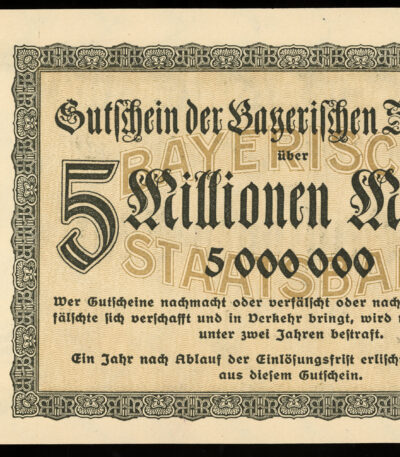 Gutschein der Bayerischen
über
5 Millionen M
5 000 000
BAYERISC
STAATSBA
Wer Gutscheine nachmacht oder verfälscht oder nac
fälschte sich verschafft und in Verkehr bringt, wird
unter zwei Jahren bestraft.
Ein Jahr nach Ablauf der Einlösungsfrist erlisch
aus diesem Gutschein.